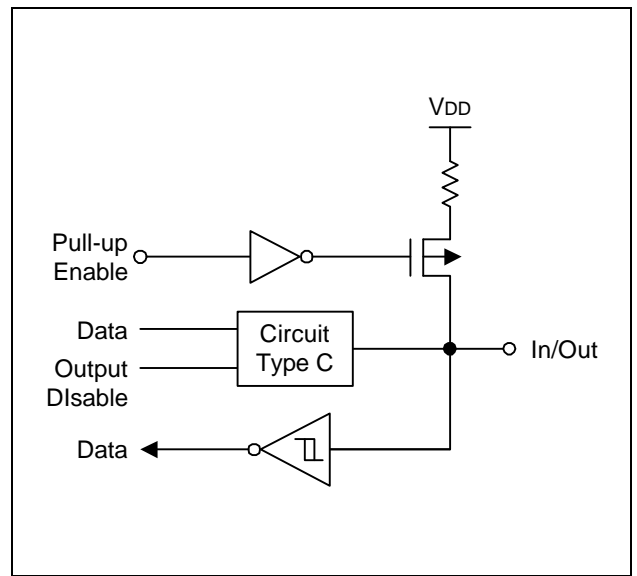 VDD
Pull-up
Enable
Data
Circuit
Type C
In/Out
Output
DIsable
Data